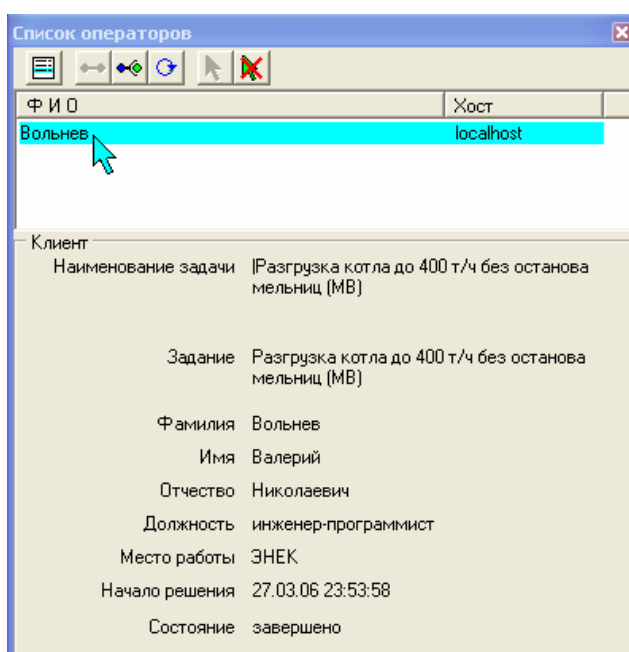 Список операторов
Ф И О Хост
Вольнев localhost
Клиент
Наименование задачи |Разгрузка котла до 400 т/ч без останова
мельниц (МВ)
Задание Разгрузка котла до 400 т/ч без останова
мельниц (МВ)
Фамилия Вольнев
Имя Валерий
Отчество Николаевич
Должность инженер-программист
Место работы ЭНЕК
Начало решения 27.03.06 23:53:58
Состояние завершено